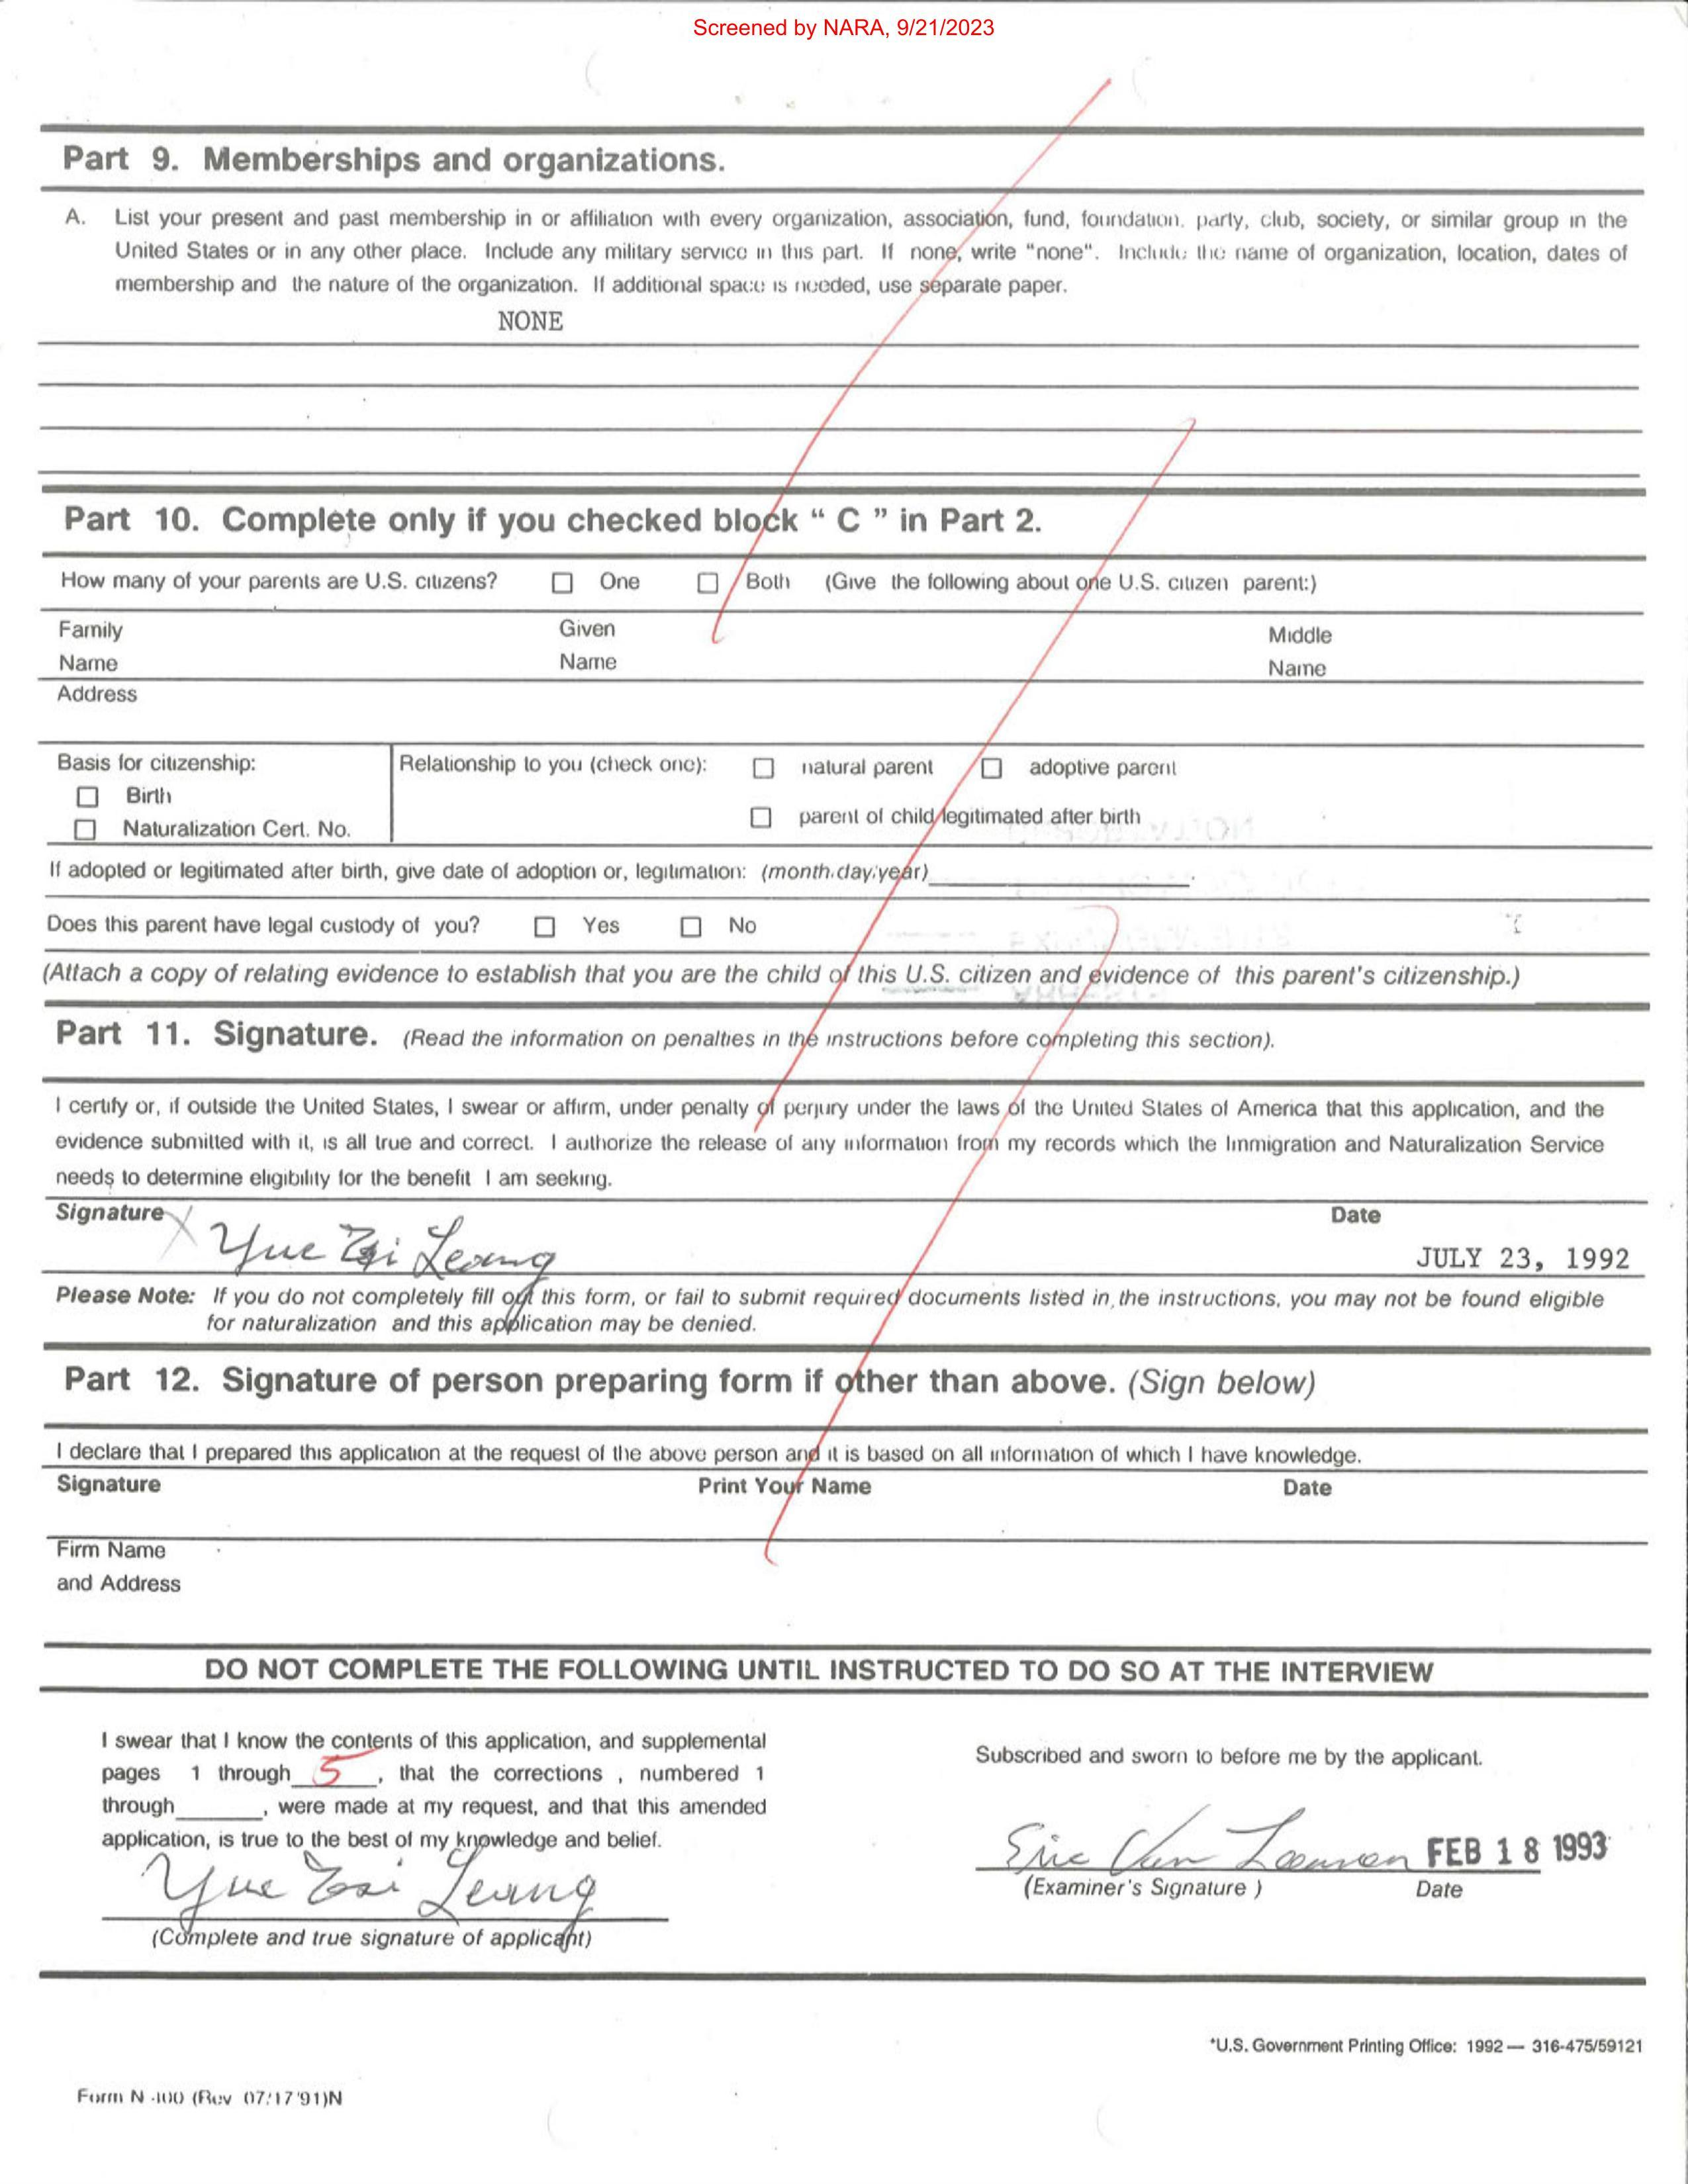 Screened by NARA, 9/21/2023
Part 9. Memberships and organizations.
A. List your present and past membership in or affiliation with every organization, association, fund, foundation, party, club, society, or similar group in the
United States or in any other place. Include any military service in this part. If none, write "none". Include the name of organization, location, dates of
membership and the nature of the organization. If additional space is needed, use separate paper.
NONE
Part 10. Complete only if you checked block " C " in Part 2.
How many of your parents are U.S. citizens? One Both (Give the following about one U.S. citizen parent:)
Family Given Middle
Name Name Name
Address
Basis for citizenship: Relationship to you (check one): natural parent adoptive parent
Birth
parent of child legitimated after birth
Naturalization Cert. No.
If adopted or legitimated after birth, give date of adoption or, legitimation: (month/day/year)
Does this parent have legal custody of you? Yes No
(Attach a copy of relating evidence to establish that you are the child of this U.S. citizen and evidence of this parent's citizenship.)
Part 11. Signature. (Read the information on penalties in the instructions before completing this section).
I certify or, if outside the United States, I swear or affirm, under penalty of perjury under the laws of the United States of America that this application, and the
evidence submitted with it, is all true and correct. I authorize the release of any information from my records which the Immigration and Naturalization Service
needs to determine eligibility for the benefit I am seeking.
Signature Date
X Yue Tsi Leung JULY 23, 1992
Please Note: If you do not completely fill out this form, or fail to submit required documents listed in the instructions, you may not be found eligible
for naturalization and this application may be denied.
Part 12. Signature of person preparing form if other than above. (Sign below)
I declare that I prepared this application at the request of the above person and it is based on all information of which I have knowledge.
Signature Print Your Name Date
Firm Name
and Address
DO NOT COMPLETE THE FOLLOWING UNTIL INSTRUCTED TO DO SO AT THE INTERVIEW
I swear that I know the contents of this application, and supplemental
pages 1 through 5, that the corrections , numbered 1
through______, were made at my request, and that this amended
application, is true to the best of my knowledge and belief.
Yue Tsi Leung
(Complete and true signature of applicant)
Subscribed and sworn to before me by the applicant.
Eric Van Leeuwen FEB 18 1993
(Examiner's Signature ) Date
*U.S. Government Printing Office: 1992 — 316-475/59121
Form N-400 (Rev 07/17/91)N